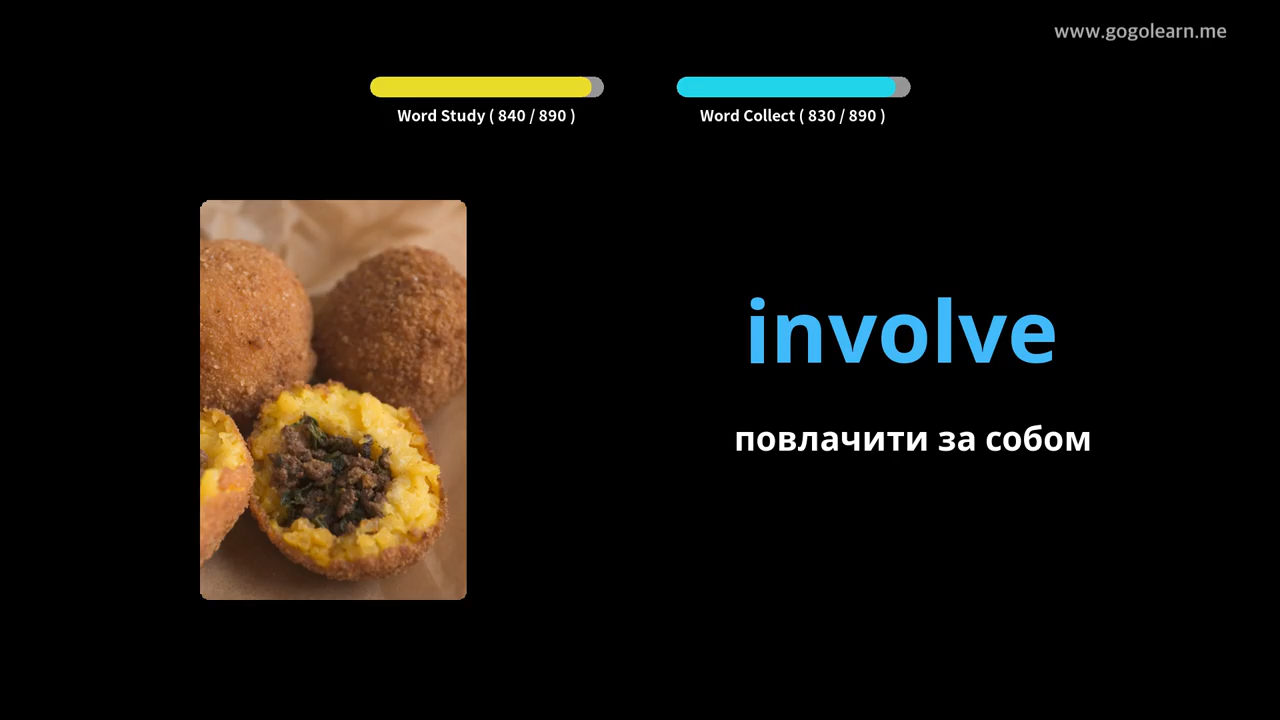 www.gogolearn.me
Word Study ( 840 / 890 )
Word Collect ( 830 / 890 )
involve
повлачити за собом